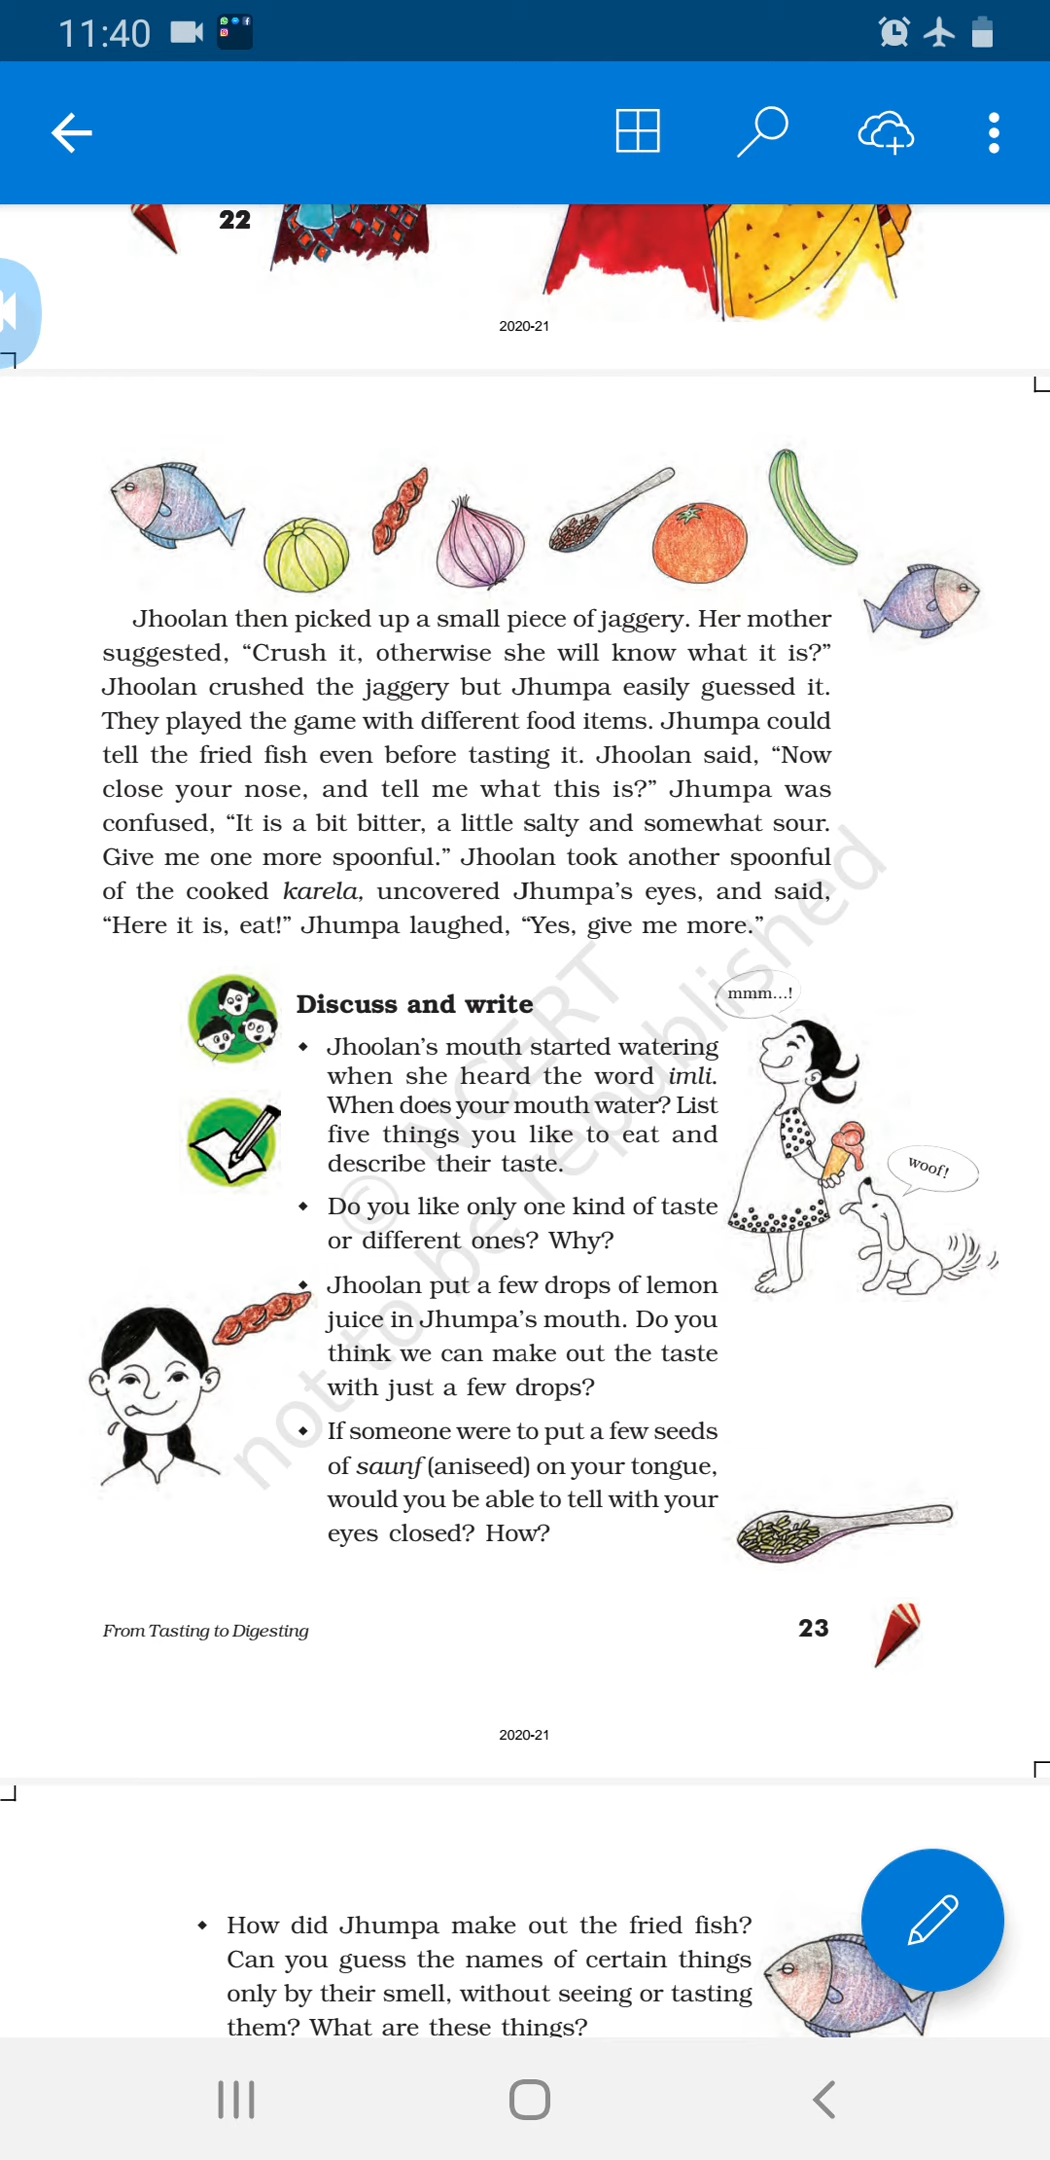 11:40
22
2020-21
Jhoolan then picked up a small piece of jaggery. Her mother
suggested, “Crush it, otherwise she will know what it is?”
Jhoolan crushed the jaggery but Jhumpa easily guessed it.
They played the game with different food items. Jhumpa could
tell the fried fish even before tasting it. Jhoolan said, “Now
close your nose, and tell me what this is?” Jhumpa was
confused, “It is a bit bitter, a little salty and somewhat sour.
Give me one more spoonful.” Jhoolan took another spoonful
of the cooked karela, uncovered Jhumpa’s eyes, and said,
“Here it is, eat!” Jhumpa laughed, “Yes, give me more.”
© NCERT
not to be republished
Discuss and write
mmm...!
• Jhoolan’s mouth started watering
when she heard the word imli.
When does your mouth water? List
five things you like to eat and
describe their taste.
woof!
• Do you like only one kind of taste
or different ones? Why?
• Jhoolan put a few drops of lemon
juice in Jhumpa’s mouth. Do you
think we can make out the taste
with just a few drops?
• If someone were to put a few seeds
of saunf (aniseed) on your tongue,
would you be able to tell with your
eyes closed? How?
From Tasting to Digesting
23
2020-21
• How did Jhumpa make out the fried fish?
Can you guess the names of certain things
only by their smell, without seeing or tasting
them? What are these things?